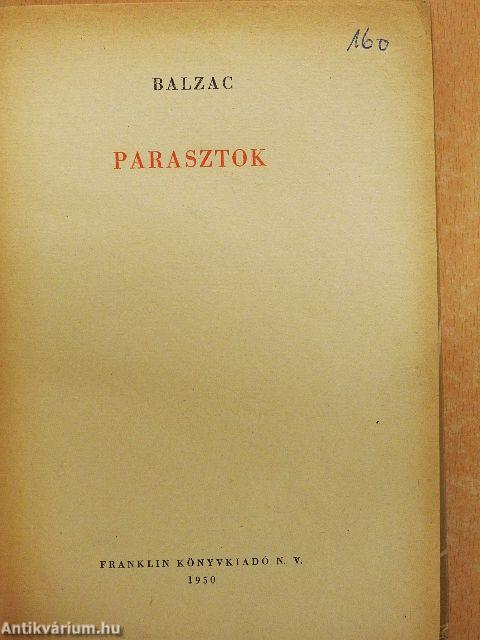 160
BALZAC
PARASZTOK
FRANKLIN KÖNYVKIADÓ N. V.
1950
Antikvárium.hu